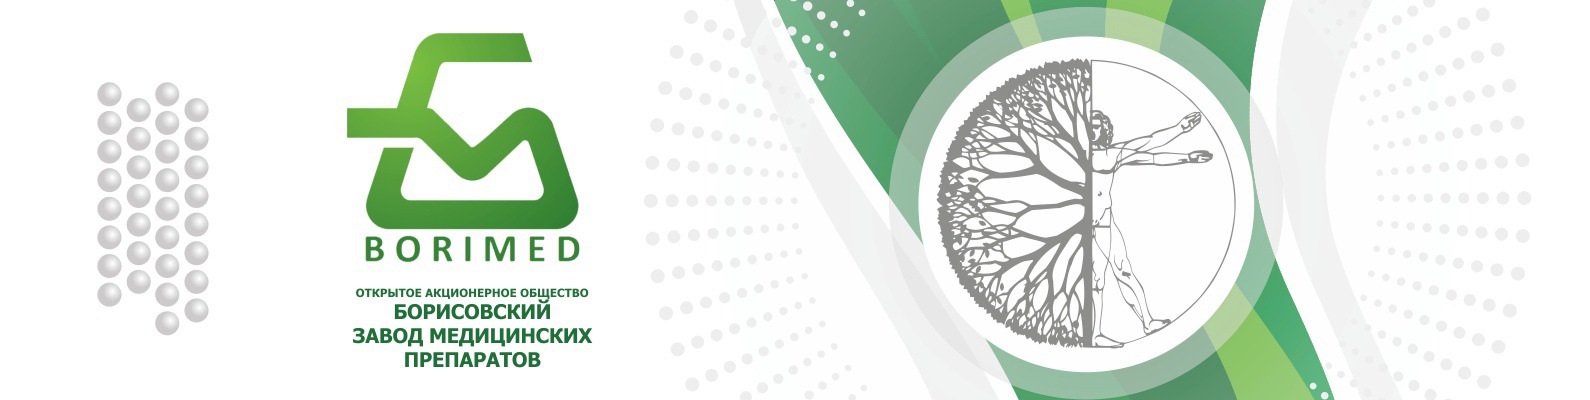 BORIMED
ОТКРЫТОЕ АКЦИОНЕРНОЕ ОБЩЕСТВО
БОРИСОВСКИЙ
ЗАВОД МЕДИЦИНСКИХ
ПРЕПАРАТОВ